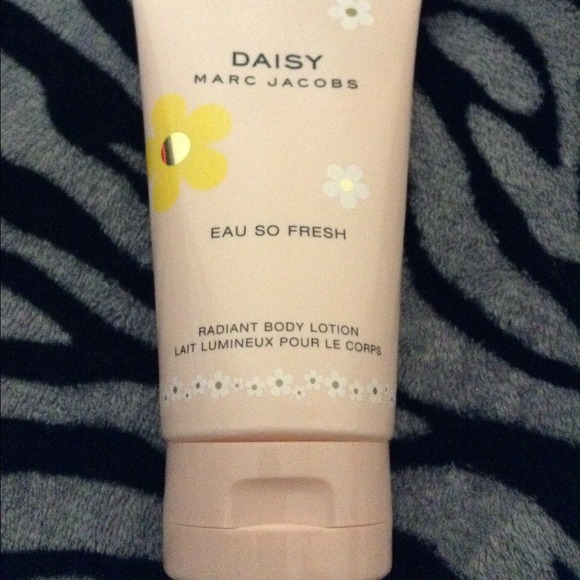 DAISY
MARC JACOBS
EAU SO FRESH
RADIANT BODY LOTION
LAIT LUMINEUX POUR LE CORPS